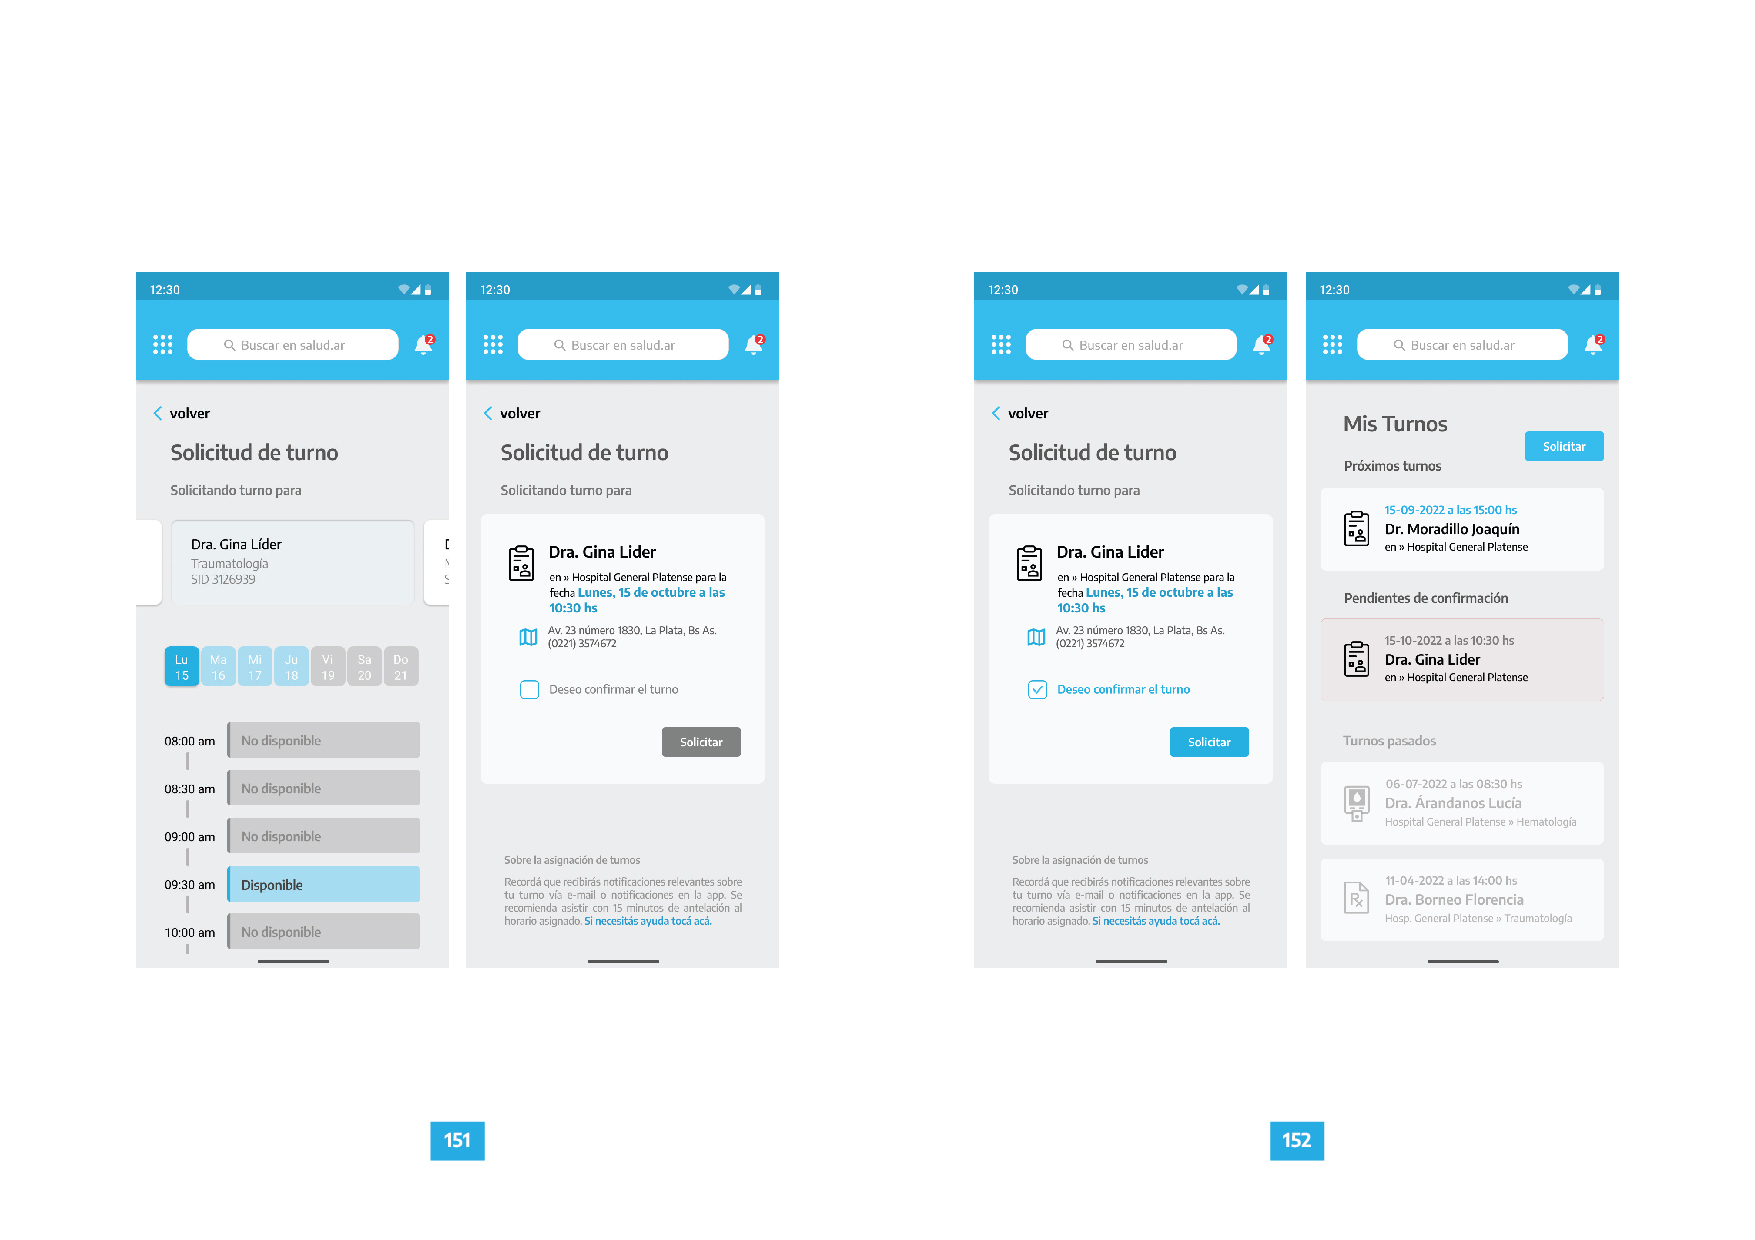 12:30
Buscar en salud.ar
2
volver
Solicitud de turno
Solicitando turno para
Dra. Gina Líder
Traumatología
SID 3126939
Lu
15
Ma
16
Mi
17
Ju
18
Vi
19
Sa
20
Do
21
08:00 am
No disponible
08:30 am
No disponible
09:00 am
No disponible
09:30 am
Disponible
10:00 am
No disponible
12:30
Buscar en salud.ar
2
volver
Solicitud de turno
Solicitando turno para
Dra. Gina Lider
en » Hospital General Platense para la
fecha Lunes, 15 de octubre a las
10:30 hs
Av. 23 número 1830, La Plata, Bs As.
(0221) 3574672
Deseo confirmar el turno
Solicitar
Sobre la asignación de turnos
Recordá que recibirás notificaciones relevantes sobre
tu turno vía e-mail o notificaciones en la app. Se
recomienda asistir con 15 minutos de antelación al
horario asignado. Si necesitás ayuda tocá acá.
151
12:30
Buscar en salud.ar
2
volver
Solicitud de turno
Solicitando turno para
Dra. Gina Lider
en » Hospital General Platense para la
fecha Lunes, 15 de octubre a las
10:30 hs
Av. 23 número 1830, La Plata, Bs As.
(0221) 3574672
Deseo confirmar el turno
Solicitar
Sobre la asignación de turnos
Recordá que recibirás notificaciones relevantes sobre
tu turno vía e-mail o notificaciones en la app. Se
recomienda asistir con 15 minutos de antelación al
horario asignado. Si necesitás ayuda tocá acá.
12:30
Buscar en salud.ar
2
Mis Turnos
Solicitar
Próximos turnos
15-09-2022 a las 15:00 hs
Dr. Moradillo Joaquín
en » Hospital General Platense
Pendientes de confirmación
15-10-2022 a las 10:30 hs
Dra. Gina Lider
en » Hospital General Platense
Turnos pasados
06-07-2022 a las 08:30 hs
Dra. Árandanos Lucía
Hospital General Platense » Hematología
11-04-2022 a las 14:00 hs
Dra. Borneo Florencia
Hosp. General Platense » Traumatología
152